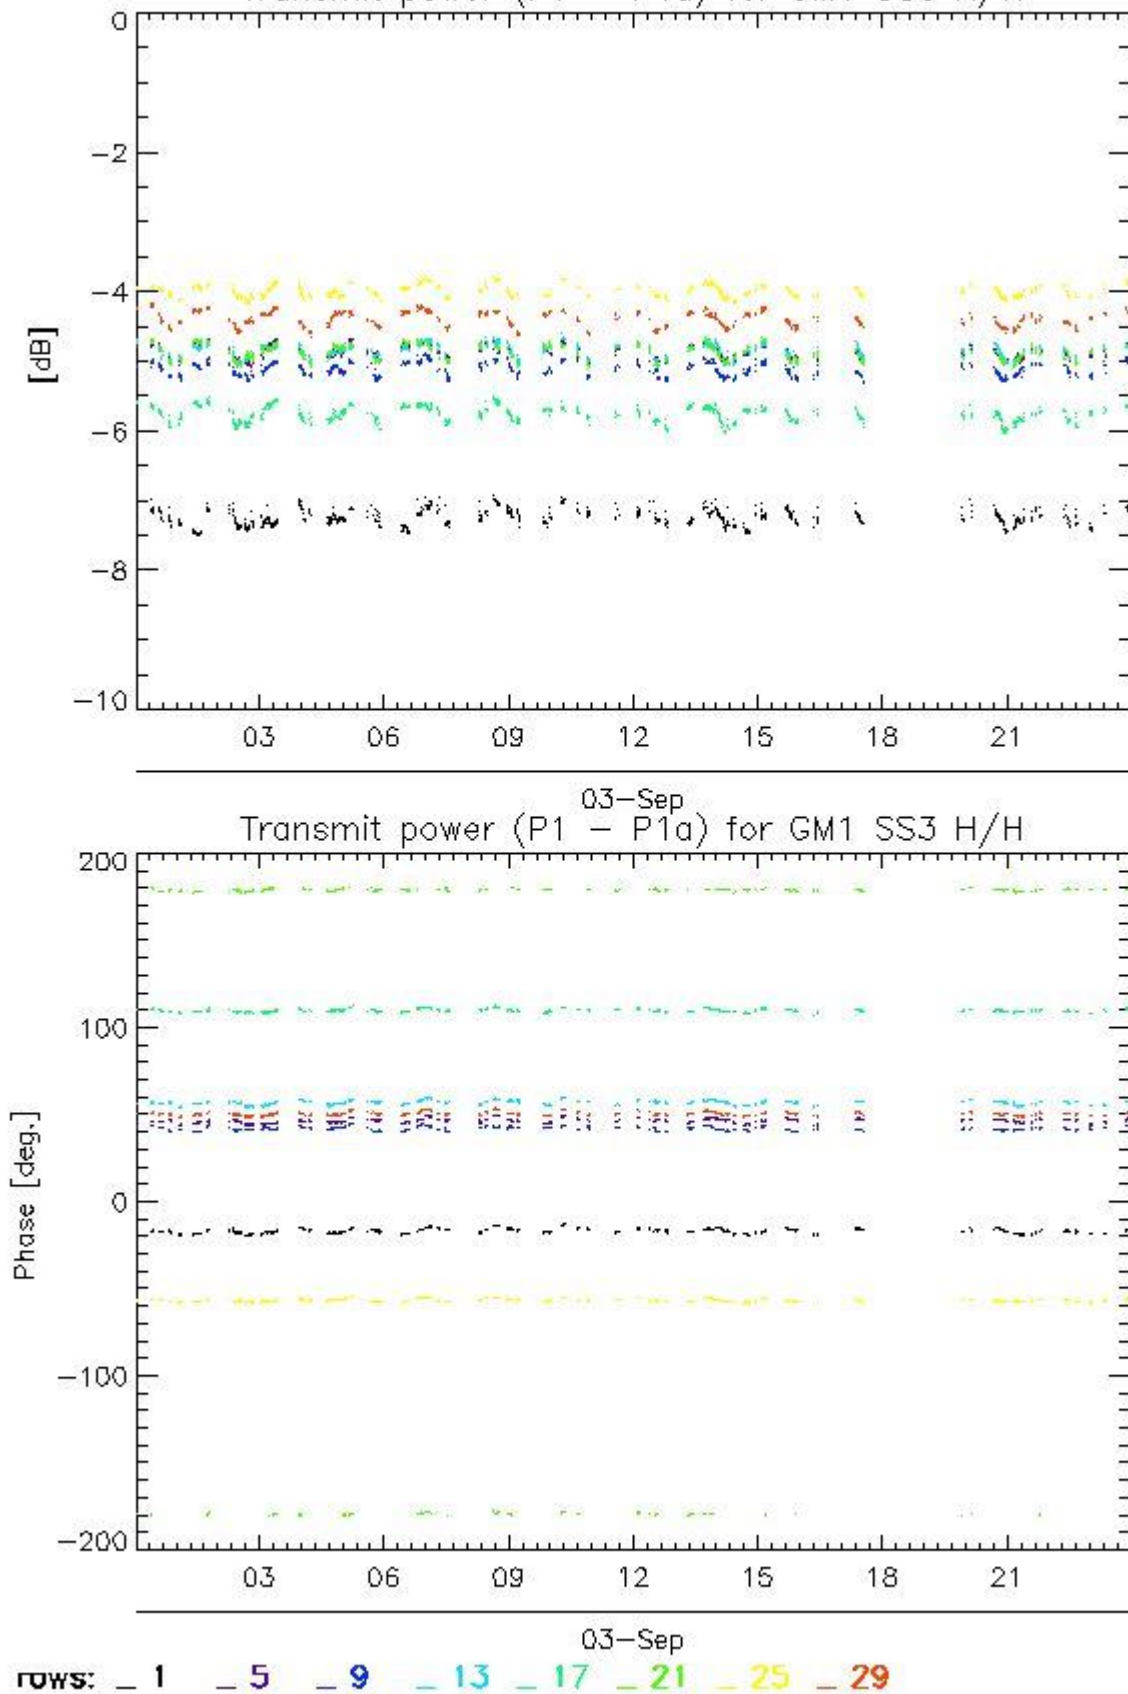 0
−2
−4
−6
−8
−10
[dB]
03 06 09 12 15 18 21
03−Sep
Transmit power (P1 − P1a) for GM1 SS3 H/H
200
100
0
−100
−200
Phase [deg.]
03 06 09 12 15 18 21
03−Sep
rows: _ 1 _ 5 _ 9 _ 13 _ 17 _ 21 _ 25 _ 29